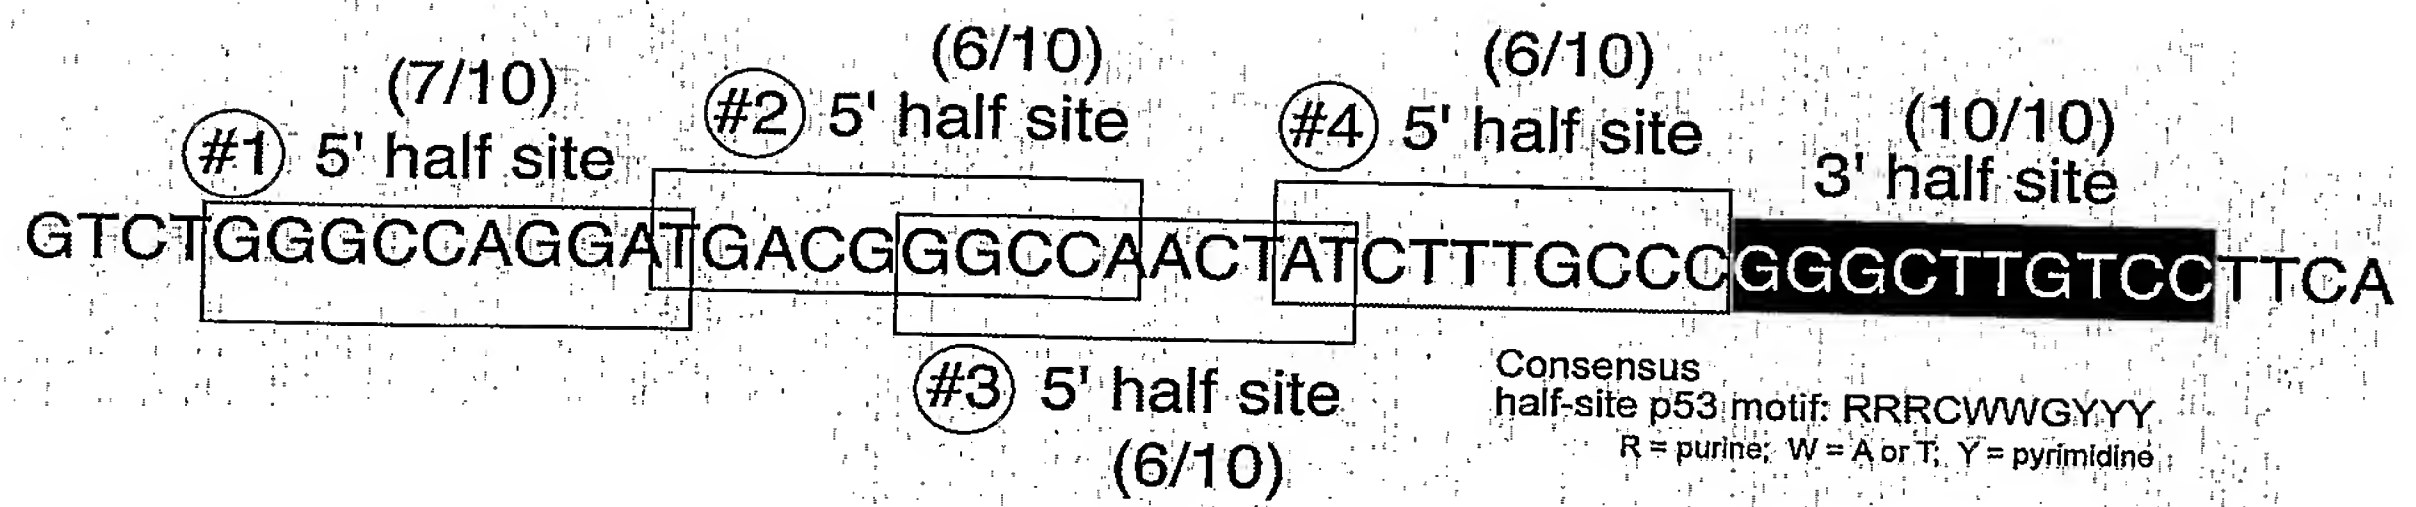 (7/10)
#1 5' half site
(6/10)
#2 5' half site
(6/10)
#4 5' half site
(10/10)
3' half site
GTCTGGGCCAGGATGACGGGCCAACTATCTTTGCCCGGGCTTGTCCTTCA
#3 5' half site
(6/10)
Consensus
half-site p53 motif: RRRCWWGYYY
R = purine; W = A or T; Y = pyrimidine